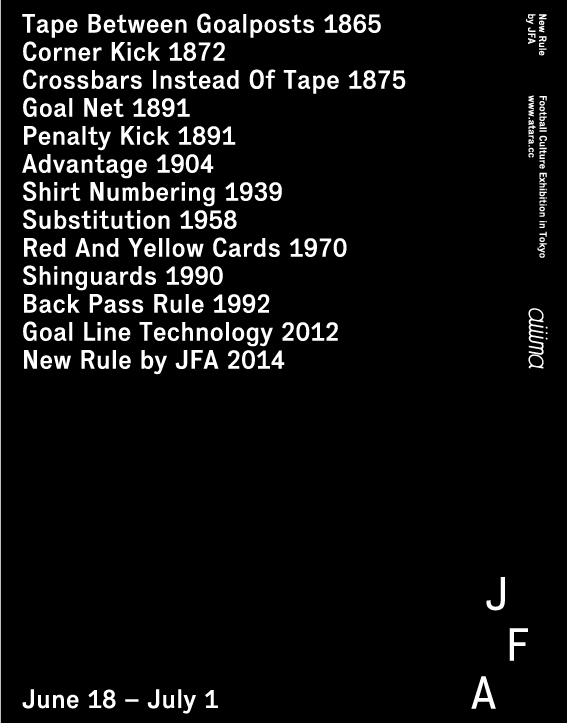 Tape Between Goalposts 1865
Corner Kick 1872
Crossbars Instead Of Tape 1875
Goal Net 1891
Penalty Kick 1891
Advantage 1904
Shirt Numbering 1939
Substitution 1958
Red And Yellow Cards 1970
Shinguards 1990
Back Pass Rule 1992
Goal Line Technology 2012
New Rule by JFA 2014
New Rule
by JFA
Football Culture Exhibition in Tokyo
www.atara.cc
aiiima
J
F
A
June 18 – July 1